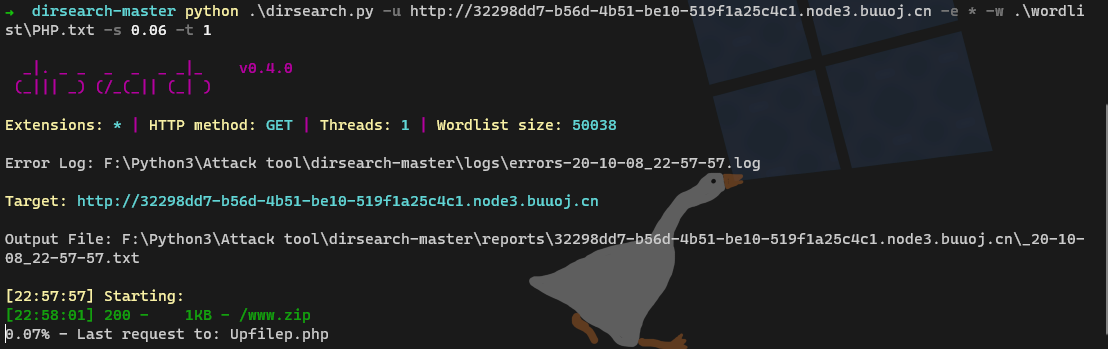 → dirsearch-master python .\dirsearch.py -u http://32298dd7-b56d-4b51-be10-519f1a25c4c1.node3.buuoj.cn -e * -w .\wordli
st\PHP.txt -s 0.06 -t 1
_|. _ _ _ _ _ _|_ v0.4.0
(_||| _) (/_(_|| (_| )
Extensions: * | HTTP method: GET | Threads: 1 | Wordlist size: 50038
Error Log: F:\Python3\Attack tool\dirsearch-master\logs\errors-20-10-08_22-57-57.log
Target: http://32298dd7-b56d-4b51-be10-519f1a25c4c1.node3.buuoj.cn
Output File: F:\Python3\Attack tool\dirsearch-master\reports\32298dd7-b56d-4b51-be10-519f1a25c4c1.node3.buuoj.cn\_20-10-
08_22-57-57.txt
[22:57:57] Starting:
[22:58:01] 200 - 1KB - /www.zip
0.07% - Last request to: Upfilep.php